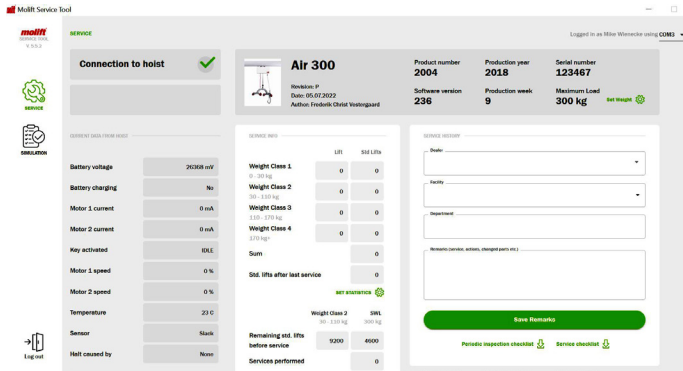 Molift Service Tool
molift
SERVICE TOOL
V. 3.5.2
SERVICE
Logged in as Mike Wienecke using COM3
Connection to hoist
Air 300
Revision: P
Date: 05.07.2022
Author: Frederik Christ Vestergaard
Product number
2004
Production year
2018
Serial number
123467
Software version
236
Production week
9
Maximum Load
300 kg
Set Weight
SERVICE
SIMULATION
Log out
CURRENT DATA FROM HOIST
Battery voltage 26368 mV
Battery charging No
Motor 1 current 0 mA
Motor 2 current 0 mA
Key activated IDLE
Motor 1 speed 0 %
Motor 2 speed 0 %
Temperature 23 C
Sensor Slack
Halt caused by None
SERVICE INFO
Lift Std Lifts
Weight Class 1 0 0
0 - 30 kg
Weight Class 2 0 0
30 - 110 kg
Weight Class 3 0 0
110 - 170 kg
Weight Class 4 0 0
170 kg+
Sum 0
Std. lifts after last service 0
SET STATISTICS
Weight Class 2 SWL
30 - 110 kg 300 kg
Remaining std. lifts before service 9200 4600
Services performed 0
SERVICE HISTORY
Dealer
Facility
Department
Remarks (service, actions, changed parts etc.)
Save Remarks
Periodic inspection checklist
Service checklist